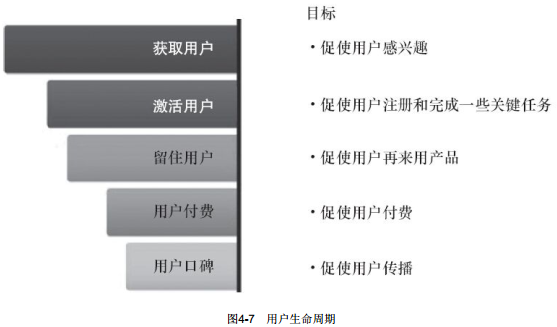 目标
获取用户
·促使用户感兴趣
激活用户
·促使用户注册和完成一些关键任务
留住用户
·促使用户再来用产品
用户付费
·促使用户付费
用户口碑
·促使用户传播
图4-7 用户生命周期